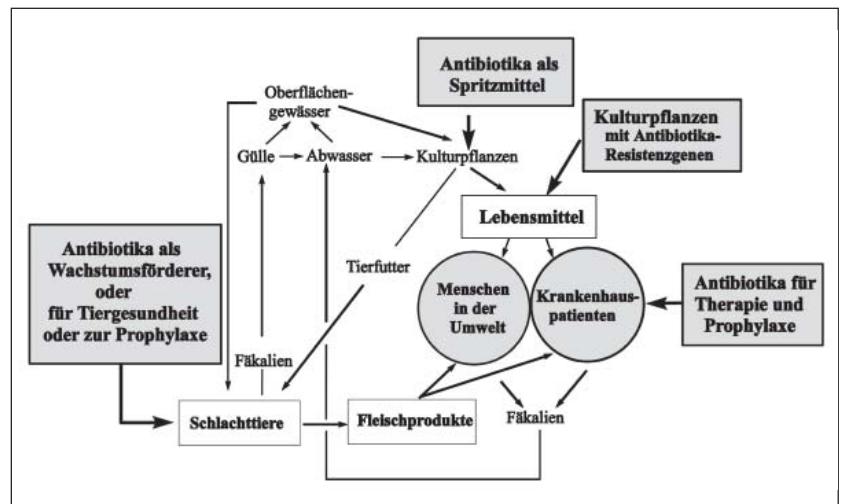 Antibiotika als
Spritzmittel
Oberflächen-
gewässer
Kulturpflanzen
mit Antibiotika-
Resistenzgenen
Gülle
Abwasser
Kulturpflanzen
Lebensmittel
Antibiotika als
Wachstumsförderer,
oder
für Tiergesundheit
oder zur Prophylaxe
Tierfutter
Menschen
in der
Umwelt
Krankenhaus-
patienten
Antibiotika für
Therapie und
Prophylaxe
Fäkalien
Schlachttiere
Fleischprodukte
Fäkalien